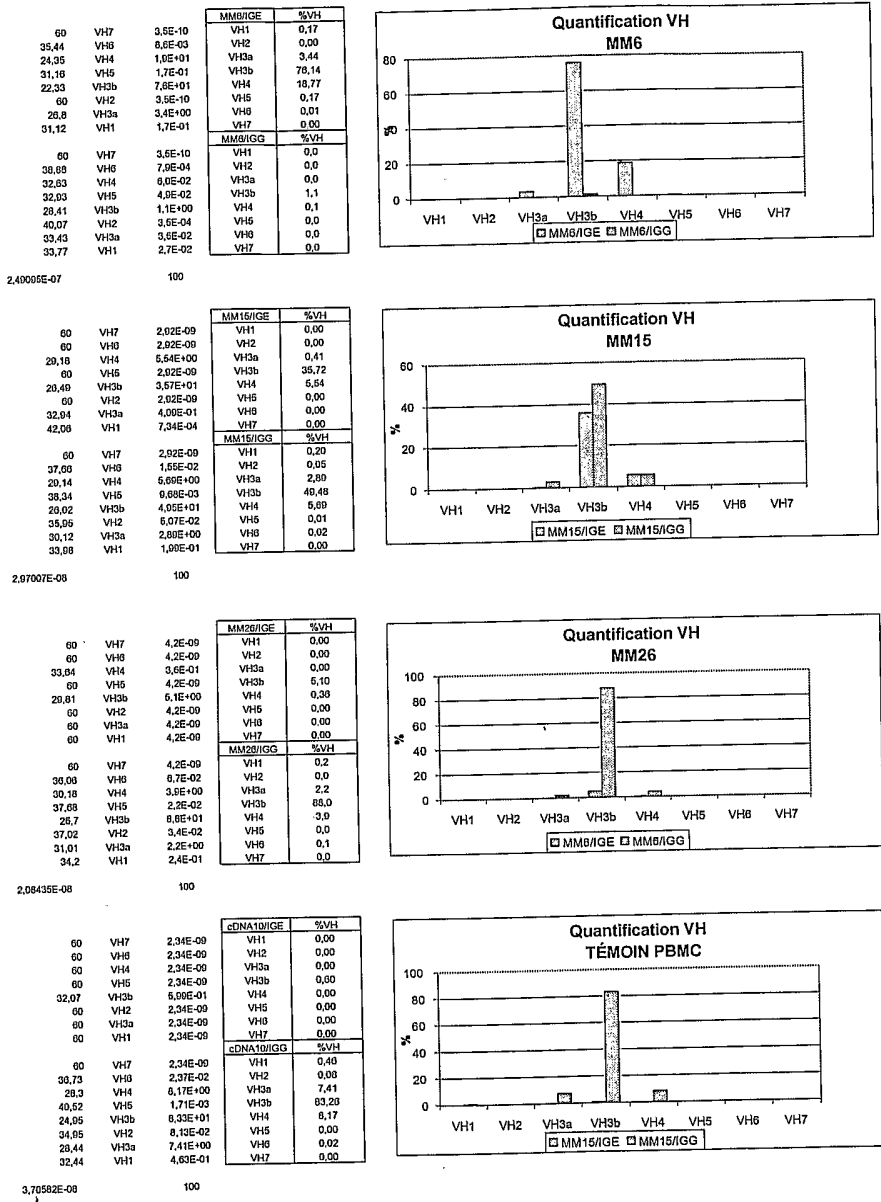 MM6/IGE %VH
60 VH7 3,5E-10 VH1 0,17
35,44 VH6 8,6E-03 VH2 0,00
24,35 VH4 1,9E+01 VH3a 3,44
31,16 VH5 1,7E-01 VH3b 76,14
22,33 VH3b 7,6E+01 VH4 18,77
60 VH2 3,5E-10 VH5 0,17
26,8 VH3a 3,4E+00 VH6 0,01
31,12 VH1 1,7E-01 VH7 0,00
MM6/IGG %VH
60 VH7 3,5E-10 VH1 0,0
38,88 VH6 7,9E-04 VH2 0,0
32,63 VH4 6,0E-02 VH3a 0,0
32,93 VH5 4,9E-02 VH3b 1,1
28,41 VH3b 1,1E+00 VH4 0,1
40,07 VH2 3,5E-04 VH5 0,0
33,43 VH3a 3,5E-02 VH6 0,0
33,77 VH1 2,7E-02 VH7 0,0
2,49095E-07 100
Quantification VH
MM6
80
60
%
40
20
0
VH1 VH2 VH3a VH3b VH4 VH5 VH6 VH7
MM6/IGE MM6/IGG
MM15/IGE %VH
60 VH7 2,92E-09 VH1 0,00
60 VH6 2,92E-09 VH2 0,00
29,18 VH4 5,54E+00 VH3a 0,41
60 VH5 2,92E-09 VH3b 35,72
26,49 VH3b 3,57E+01 VH4 5,54
60 VH2 2,92E-09 VH5 0,00
32,94 VH3a 4,09E-01 VH6 0,00
42,06 VH1 7,34E-04 VH7 0,00
MM15/IGG %VH
60 VH7 2,92E-09 VH1 0,20
37,66 VH6 1,55E-02 VH2 0,05
29,14 VH4 5,69E+00 VH3a 2,89
38,34 VH5 9,68E-03 VH3b 49,48
26,02 VH3b 4,95E+01 VH4 5,69
35,95 VH2 5,07E-02 VH5 0,01
30,12 VH3a 2,89E+00 VH6 0,02
33,98 VH1 1,99E-01 VH7 0,00
2,97007E-08 100
Quantification VH
MM15
60
40
%
20
0
VH1 VH2 VH3a VH3b VH4 VH5 VH6 VH7
MM15/IGE MM15/IGG
MM26/IGE %VH
60 VH7 4,2E-09 VH1 0,00
60 VH6 4,2E-09 VH2 0,00
33,64 VH4 3,6E-01 VH3a 0,00
60 VH5 4,2E-09 VH3b 5,10
29,81 VH3b 5,1E+00 VH4 0,36
60 VH2 4,2E-09 VH5 0,00
60 VH3a 4,2E-09 VH6 0,00
60 VH1 4,2E-09 VH7 0,00
MM26/IGG %VH
60 VH7 4,2E-09 VH1 0,2
36,06 VH6 6,7E-02 VH2 0,0
30,18 VH4 3,9E+00 VH3a 2,2
37,68 VH5 2,2E-02 VH3b 88,0
25,7 VH3b 8,8E+01 VH4 3,9
37,02 VH2 3,4E-02 VH5 0,0
31,01 VH3a 2,2E+00 VH6 0,1
34,2 VH1 2,4E-01 VH7 0,0
2,08435E-08 100
Quantification VH
MM26
100
80
60
%
40
20
0
VH1 VH2 VH3a VH3b VH4 VH5 VH6 VH7
MM6/IGE MM6/IGG
cDNA10/IGE %VH
60 VH7 2,34E-09 VH1 0,00
60 VH6 2,34E-09 VH2 0,00
60 VH4 2,34E-09 VH3a 0,00
60 VH5 2,34E-09 VH3b 0,60
32,07 VH3b 5,99E-01 VH4 0,00
60 VH2 2,34E-09 VH5 0,00
60 VH3a 2,34E-09 VH6 0,00
60 VH1 2,34E-09 VH7 0,00
cDNA10/IGG %VH
60 VH7 2,34E-09 VH1 0,46
36,73 VH6 2,37E-02 VH2 0,08
28,3 VH4 8,17E+00 VH3a 7,41
40,52 VH5 1,71E-03 VH3b 83,26
24,95 VH3b 8,33E+01 VH4 8,17
34,95 VH2 8,13E-02 VH5 0,00
28,44 VH3a 7,41E+00 VH6 0,02
32,44 VH1 4,63E-01 VH7 0,00
3,70582E-08 100
Quantification VH
TÉMOIN PBMC
100
80
60
%
40
20
0
VH1 VH2 VH3a VH3b VH4 VH5 VH6 VH7
MM15/IGE MM15/IGG